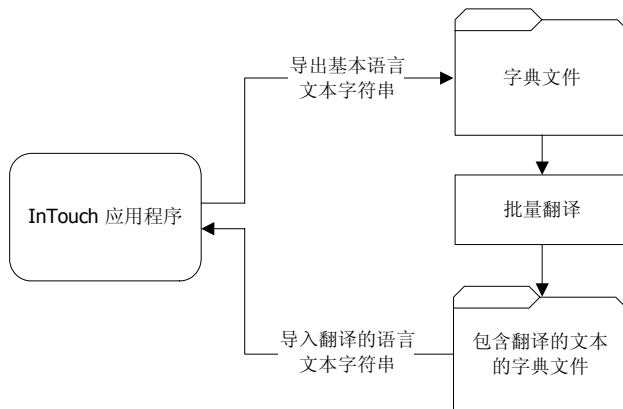 导出基本语言
文本字符串
字典文件
InTouch 应用程序
批量翻译
导入翻译的语言
文本字符串
包含翻译的文本
的字典文件